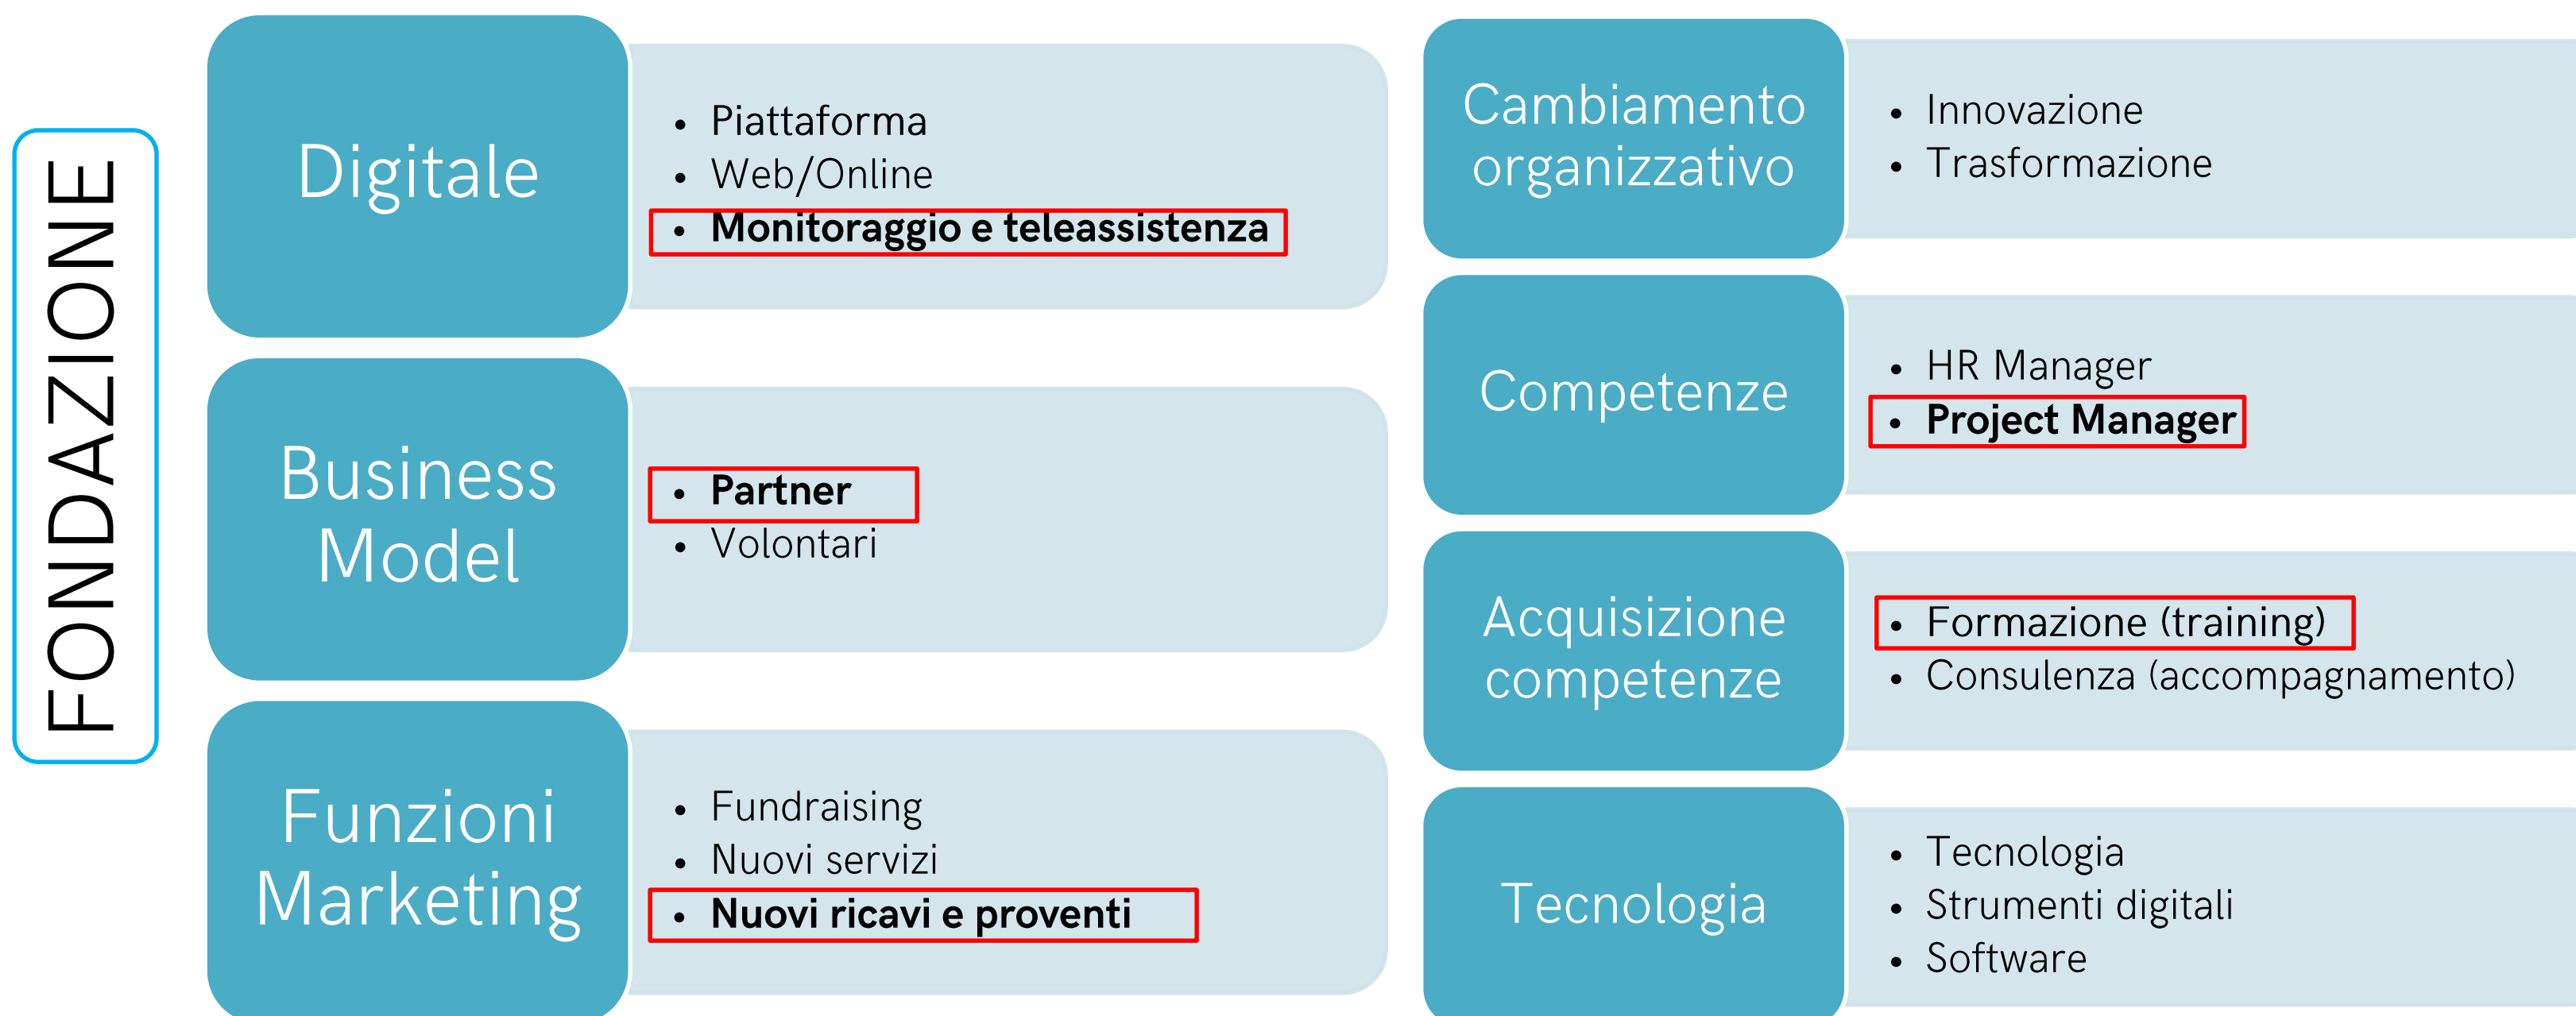 FONDAZIONE
Digitale
• Piattaforma
• Web/Online
• Monitoraggio e teleassistenza
Business
Model
• Partner
• Volontari
Funzioni
Marketing
• Fundraising
• Nuovi servizi
• Nuovi ricavi e proventi
Cambiamento
organizzativo
• Innovazione
• Trasformazione
Competenze
• HR Manager
• Project Manager
Acquisizione
competenze
• Formazione (training)
• Consulenza (accompagnamento)
Tecnologia
• Tecnologia
• Strumenti digitali
• Software